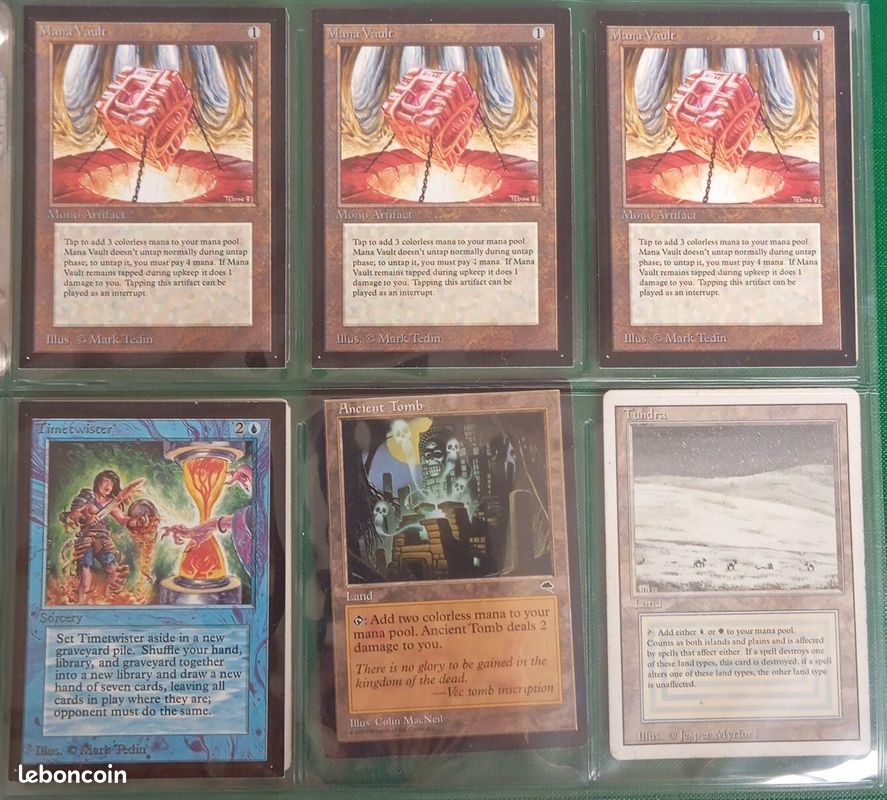 Mana Vault 1
TEDIN 93
Mono Artifact
Tap to add 3 colorless mana to your mana pool.
Mana Vault doesn't untap normally during untap
phase; to untap it, you must pay 4 mana. If Mana
Vault remains tapped during upkeep it does 1
damage to you. Tapping this artifact can be
played as an interrupt.
Illus. © Mark Tedin
Mana Vault 1
TEDIN 93
Mono Artifact
Tap to add 3 colorless mana to your mana pool.
Mana Vault doesn't untap normally during untap
phase; to untap it, you must pay 4 mana. If Mana
Vault remains tapped during upkeep it does 1
damage to you. Tapping this artifact can be
played as an interrupt.
Illus. © Mark Tedin
Mana Vault 1
TEDIN 93
Mono Artifact
Tap to add 3 colorless mana to your mana pool.
Mana Vault doesn't untap normally during untap
phase; to untap it, you must pay 4 mana. If Mana
Vault remains tapped during upkeep it does 1
damage to you. Tapping this artifact can be
played as an interrupt.
Illus. © Mark Tedin
Timetwister 2
Sorcery
Set Timetwister aside in a new
graveyard pile. Shuffle your hand,
library, and graveyard together
into a new library and draw a new
hand of seven cards, leaving all
cards in play where they are;
opponent must do the same.
Illus. © Mark Tedin
Ancient Tomb
Land
: Add two colorless mana to your
mana pool. Ancient Tomb deals 2
damage to you.
There is no glory to be gained in the
kingdom of the dead.
—Vec tomb inscription
Illus. Colin MacNeil
Tundra
Land
: Add either or to your mana pool.
Counts as both islands and plains and is affected
by spells that affect either. If a spell destroys one
of these land types, this card is destroyed; if a spell
alters one of these land types, the other land type
is unaffected.
Illus. © Jesper Myrfors
leboncoin